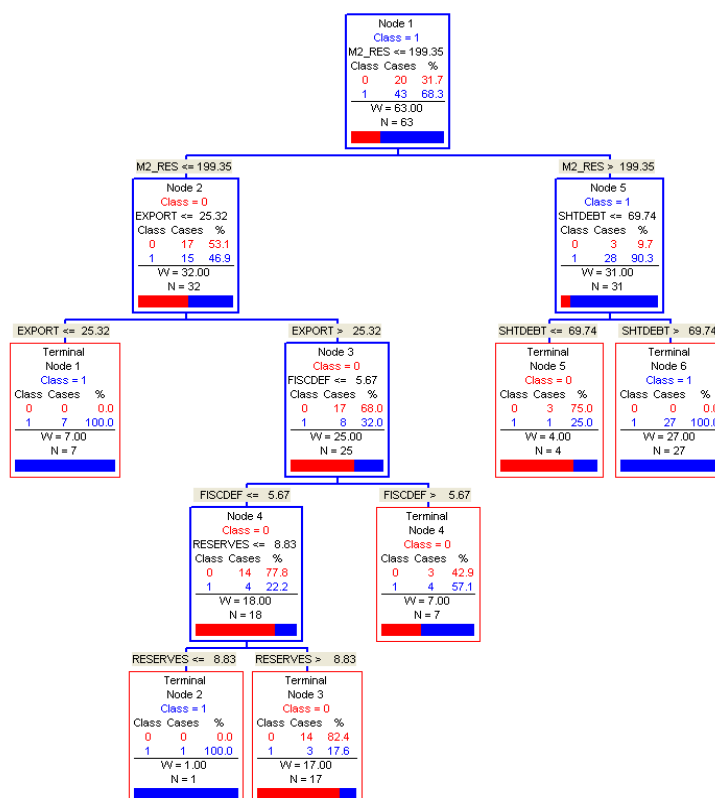 Node 1
Class = 1
M2_RES <= 199.35
Class Cases %
0 20 31.7
1 43 68.3
W = 63.00
N = 63
M2_RES <= 199.35
M2_RES > 199.35
Node 2
Class = 0
EXPORT <= 25.32
Class Cases %
0 17 53.1
1 15 46.9
W = 32.00
N = 32
Node 5
Class = 1
SHTDEBT <= 69.74
Class Cases %
0 3 9.7
1 28 90.3
W = 31.00
N = 31
EXPORT <= 25.32
EXPORT > 25.32
SHTDEBT <= 69.74
SHTDEBT > 69.74
Terminal
Node 1
Class = 1
Class Cases %
0 0 0.0
1 7 100.0
W = 7.00
N = 7
Node 3
Class = 0
FISCDEF <= 5.67
Class Cases %
0 17 68.0
1 8 32.0
W = 25.00
N = 25
Terminal
Node 5
Class = 0
Class Cases %
0 3 75.0
1 1 25.0
W = 4.00
N = 4
Terminal
Node 6
Class = 1
Class Cases %
0 0 0.0
1 27 100.0
W = 27.00
N = 27
FISCDEF <= 5.67
FISCDEF > 5.67
Node 4
Class = 0
RESERVES <= 8.83
Class Cases %
0 14 77.8
1 4 22.2
W = 18.00
N = 18
Terminal
Node 4
Class = 0
Class Cases %
0 3 42.9
1 4 57.1
W = 7.00
N = 7
RESERVES <= 8.83
RESERVES > 8.83
Terminal
Node 2
Class = 1
Class Cases %
0 0 0.0
1 1 100.0
W = 1.00
N = 1
Terminal
Node 3
Class = 0
Class Cases %
0 14 82.4
1 3 17.6
W = 17.00
N = 17